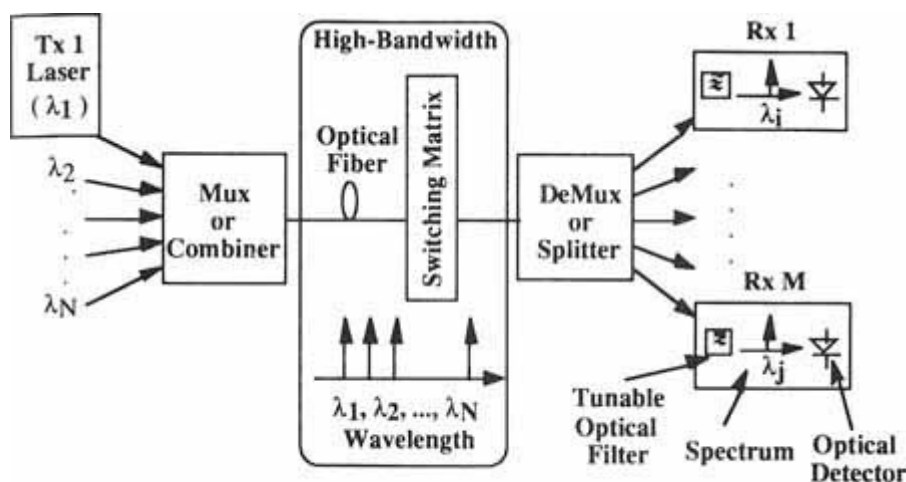 Tx 1
Laser
(λ1)
λ2
λN
Mux
or
Combiner
High-Bandwidth
Optical
Fiber
Switching Matrix
λ1, λ2, ..., λN
Wavelength
DeMux
or
Splitter
Rx 1
λi
Rx M
λj
Tunable
Optical
Filter
Spectrum
Optical
Detector